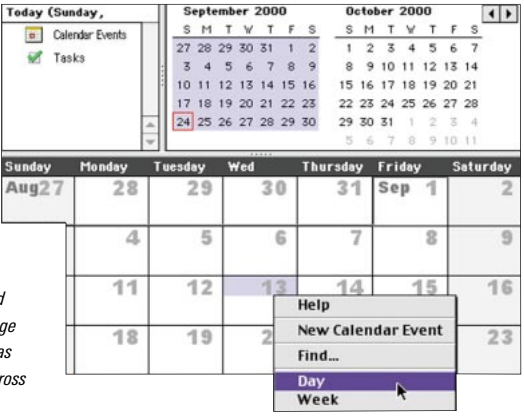 Today (Sunday,
Calendar Events
Tasks
September 2000
S M T W T F S
27 28 29 30 31 1 2
3 4 5 6 7 8 9
10 11 12 13 14 15 16
17 18 19 20 21 22 23
24 25 26 27 28 29 30
October 2000
S M T W T F S
1 2 3 4 5 6 7
8 9 10 11 12 13 14
15 16 17 18 19 20 21
22 23 24 25 26 27 28
29 30 31 1 2 3 4
5 6 7 8 9 10 11
Sunday Monday Tuesday Wed Thursday Friday Saturday
Aug27 28 29 30 31 Sep 1 2
4 5 6 7 8 9
11 12 13 14 15 16
18 19 23
Help
New Calendar Event
Find...
Day
Week
ge
as
ross